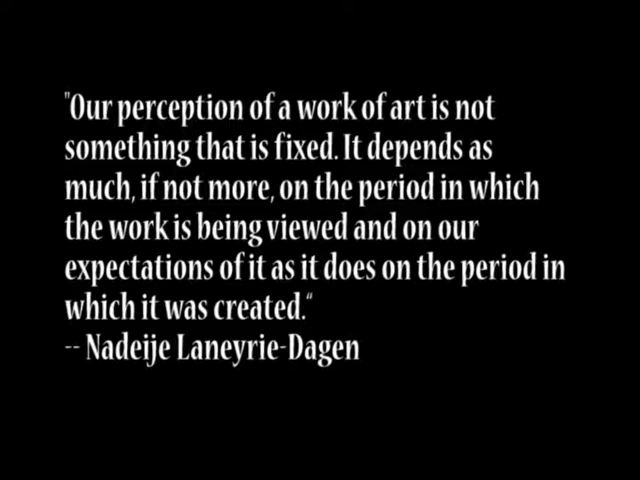 "Our perception of a work of art is not
something that is fixed. It depends as
much, if not more, on the period in which
the work is being viewed and on our
expectations of it as it does on the period in
which it was created.“
-- Nadeije Laneyrie-Dagen